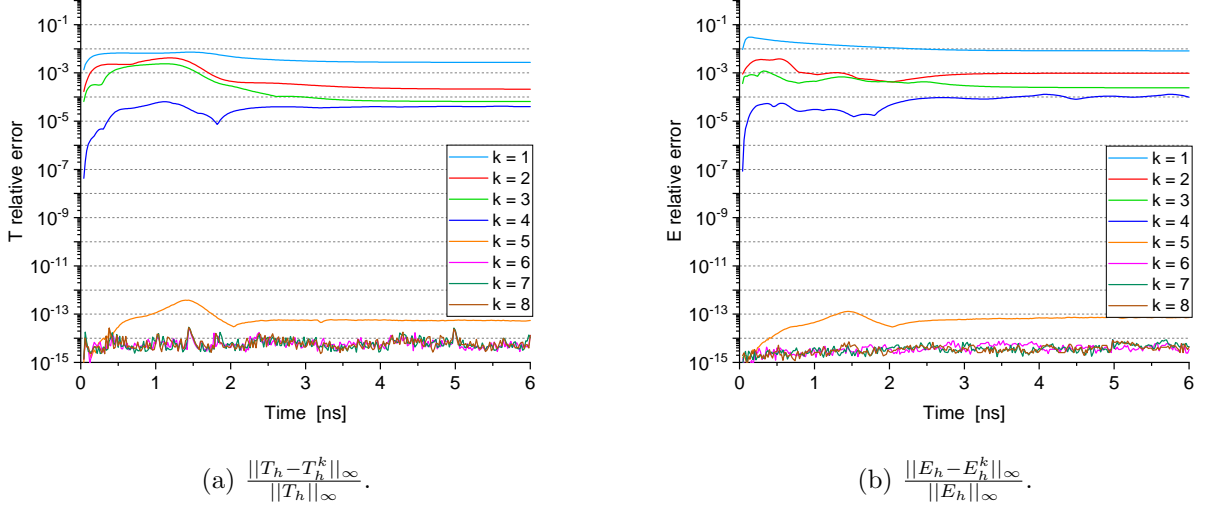 10⁻¹
10⁻³
10⁻⁵
10⁻⁷
10⁻⁹
10⁻¹¹
10⁻¹³
10⁻¹⁵
T relative error
0 1 2 3 4 5 6
Time [ns]
k = 1
k = 2
k = 3
k = 4
k = 5
k = 6
k = 7
k = 8
(a) \frac{||T_h-T_h^k||_∞}{||T_h||_∞}.
10⁻¹
10⁻³
10⁻⁵
10⁻⁷
10⁻⁹
10⁻¹¹
10⁻¹³
10⁻¹⁵
E relative error
0 1 2 3 4 5 6
Time [ns]
k = 1
k = 2
k = 3
k = 4
k = 5
k = 6
k = 7
k = 8
(b) \frac{||E_h-E_h^k||_∞}{||E_h||_∞}.